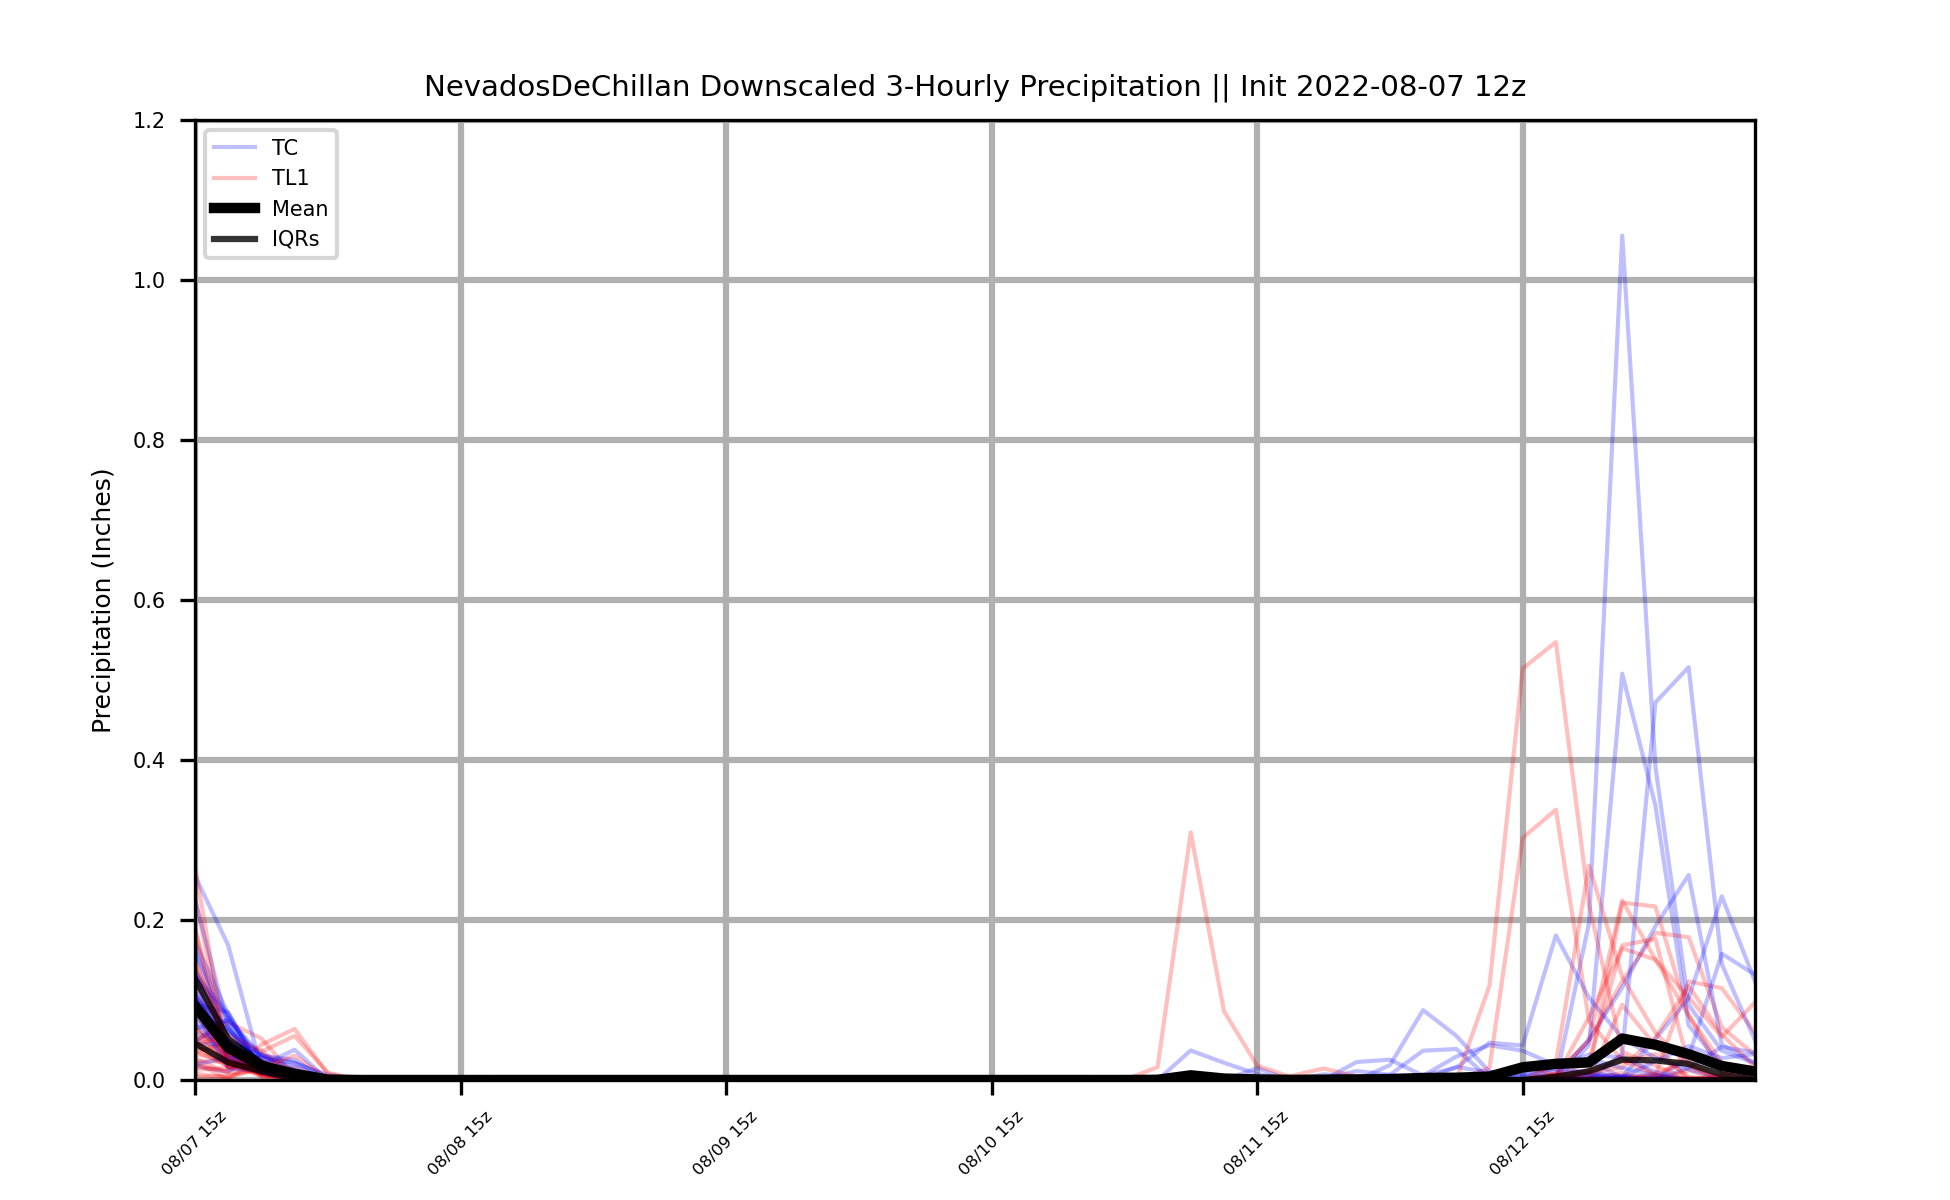 NevadosDeChillan Downscaled 3-Hourly Precipitation || Init 2022-08-07 12z
TC
TL1
Mean
IQRs
Precipitation (Inches)
1.2
1.0
0.8
0.6
0.4
0.2
0.0
08/07 15z
08/08 15z
08/09 15z
08/10 15z
08/11 15z
08/12 15z